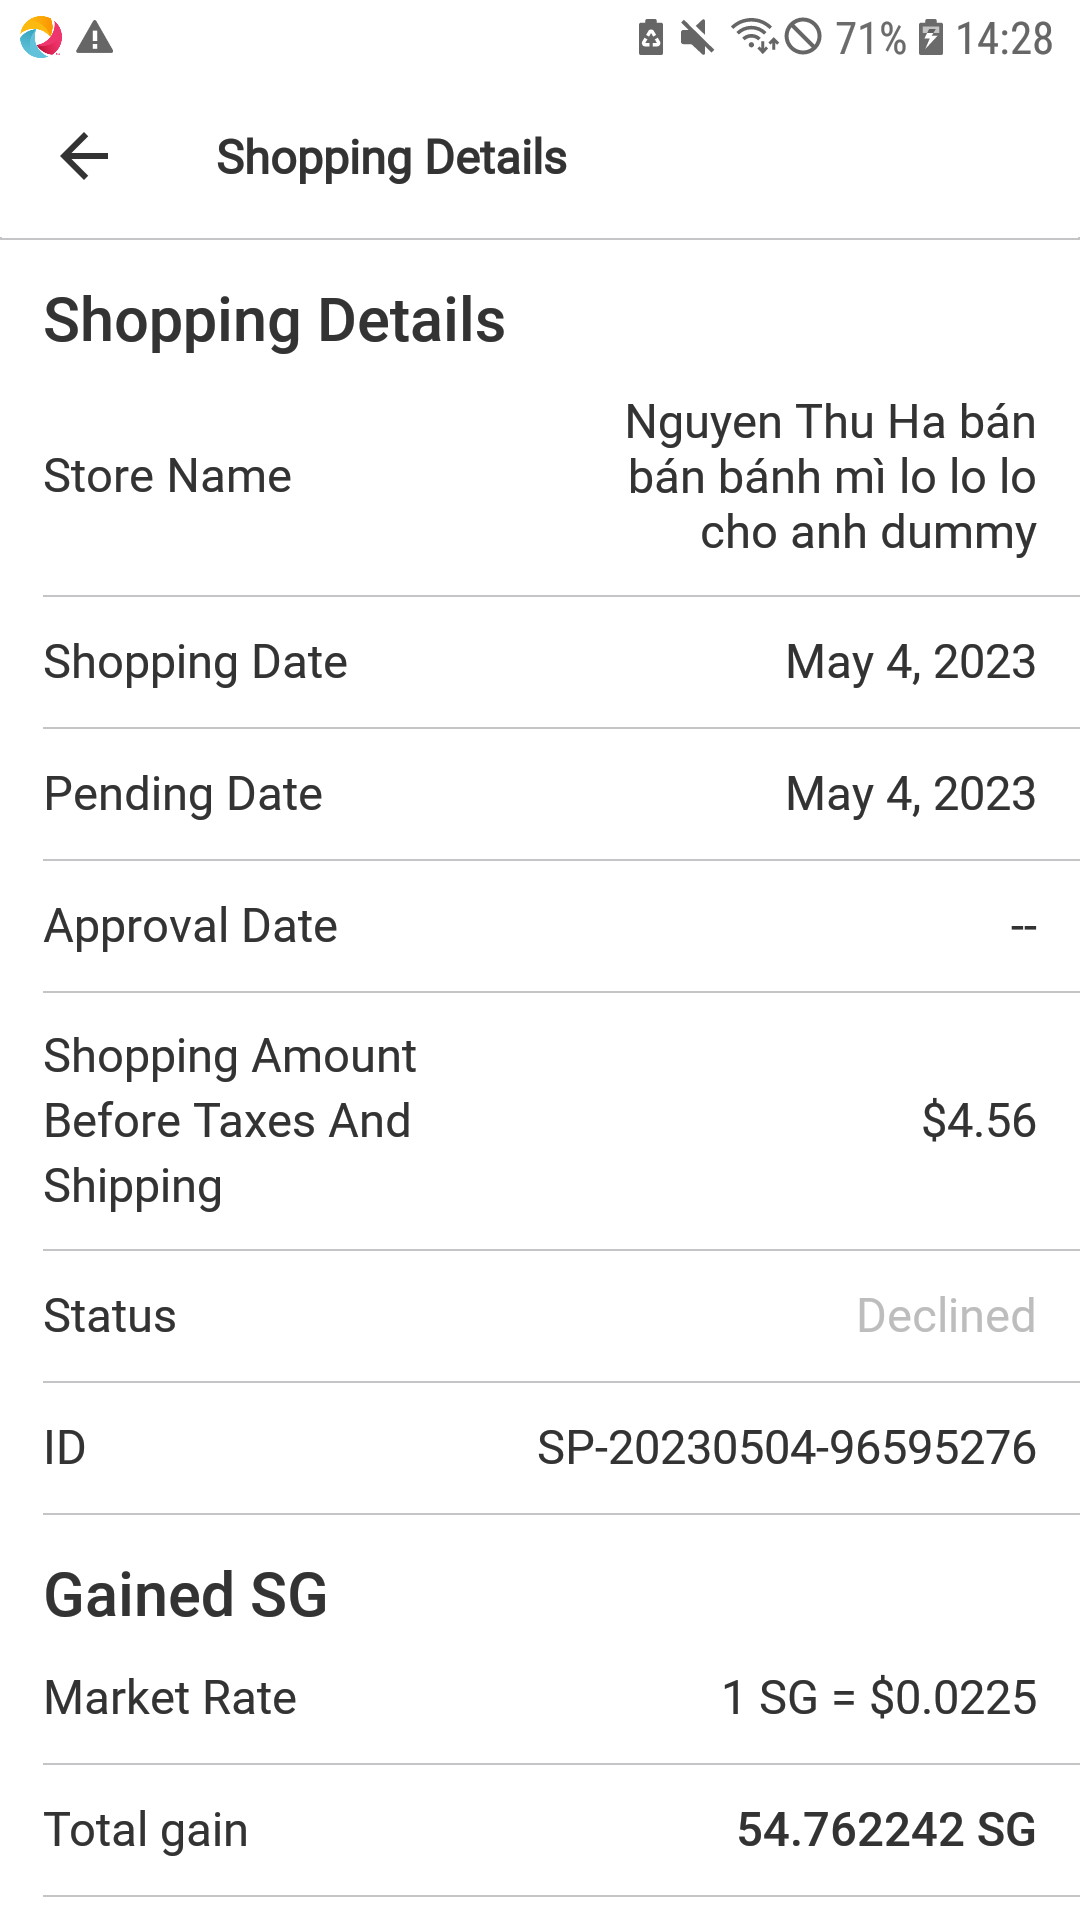 71% 14:28
Shopping Details
Shopping Details
Store Name
Nguyen Thu Ha bán
bán bánh mì lo lo lo
cho anh dummy
Shopping Date
May 4, 2023
Pending Date
May 4, 2023
Approval Date
--
Shopping Amount
Before Taxes And
Shipping
$4.56
Status
Declined
ID
SP-20230504-96595276
Gained SG
Market Rate
1 SG = $0.0225
Total gain
54.762242 SG